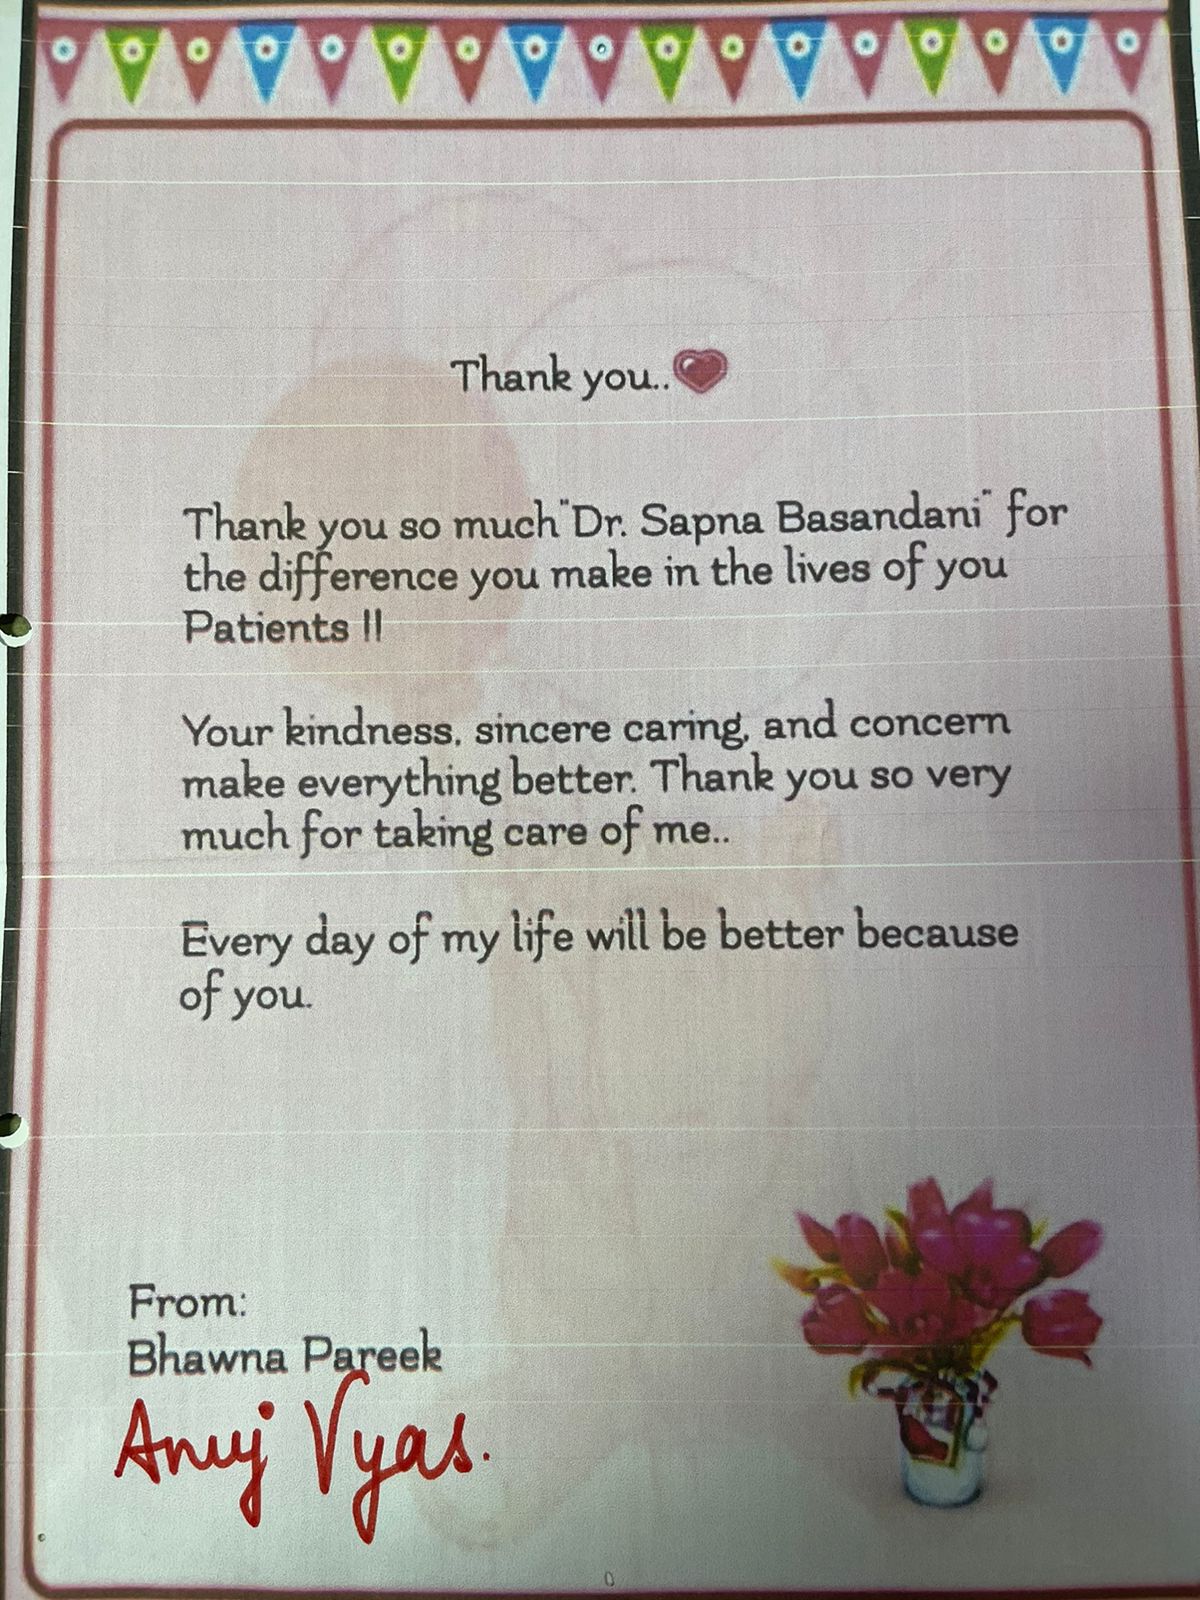 Thank you..❤
Thank you so much "Dr. Sapna Basandani" for
the difference you make in the lives of you
Patients !!
Your kindness, sincere caring, and concern
make everything better. Thank you so very
much for taking care of me..
Every day of my life will be better because
of you.
From:
Bhawna Pareek
Anuj Vyas.